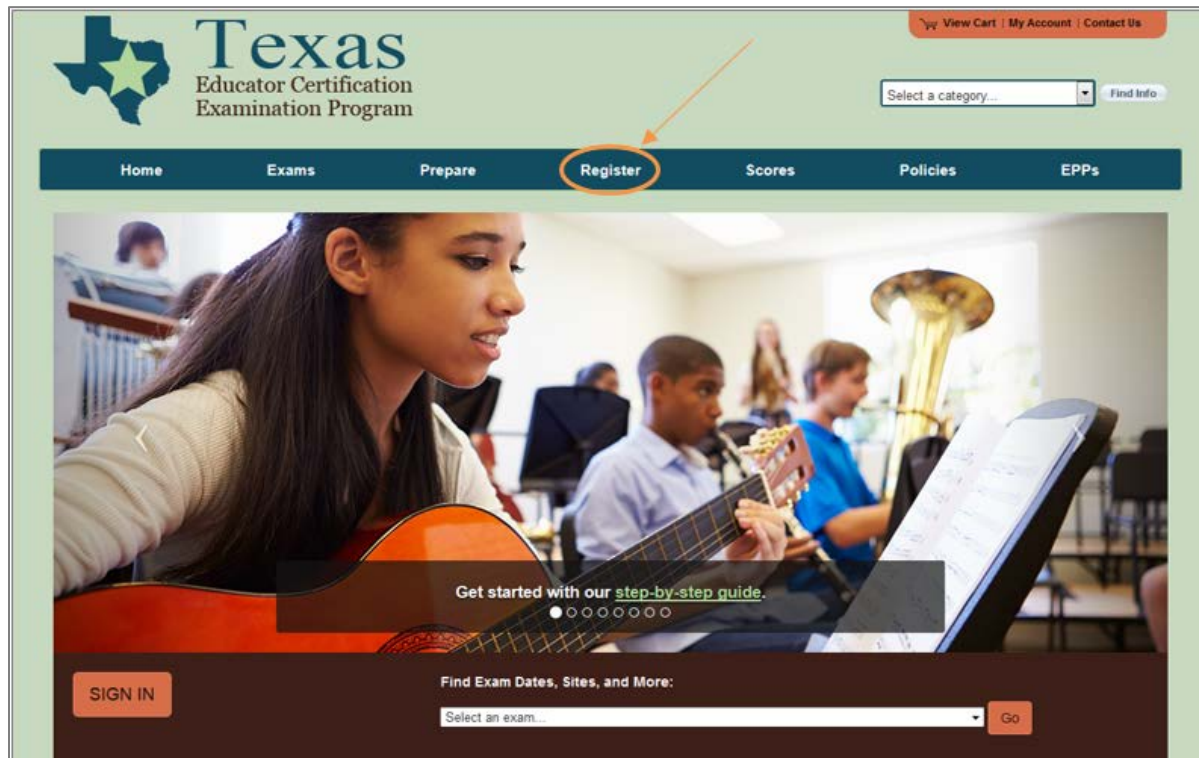 View Cart | My Account | Contact Us
Texas
Educator Certification
Examination Program
Select a category...
Find Info
Home Exams Prepare Register Scores Policies EPPs
Get started with our step-by-step guide.
SIGN IN
Find Exam Dates, Sites, and More:
Select an exam...
Go